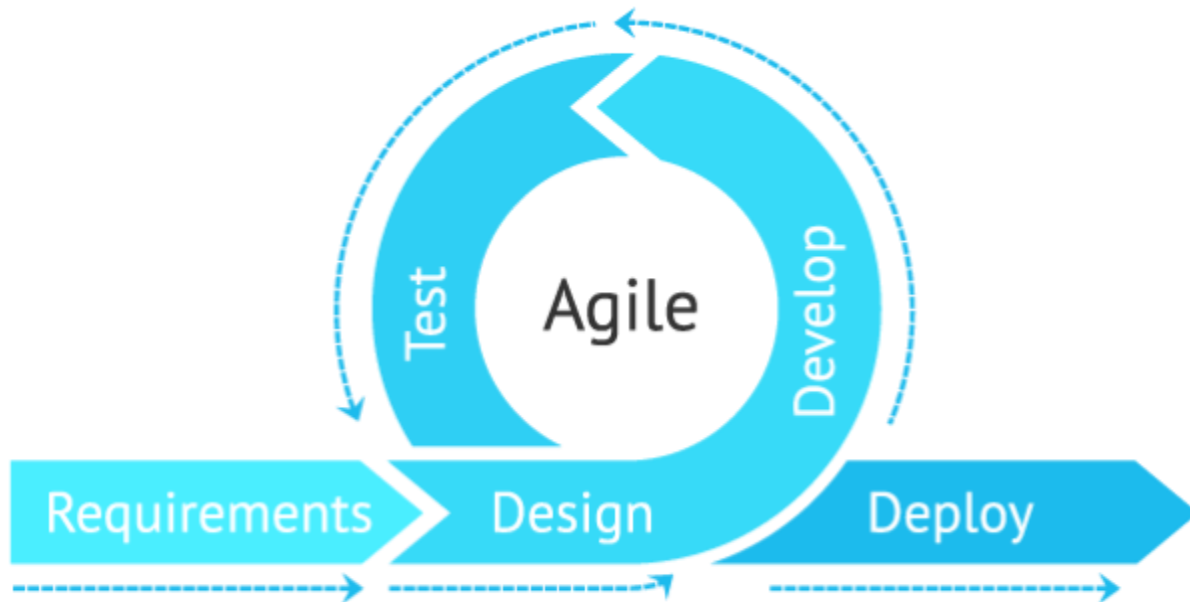 Agile
Test
Develop
Requirements
Design
Deploy